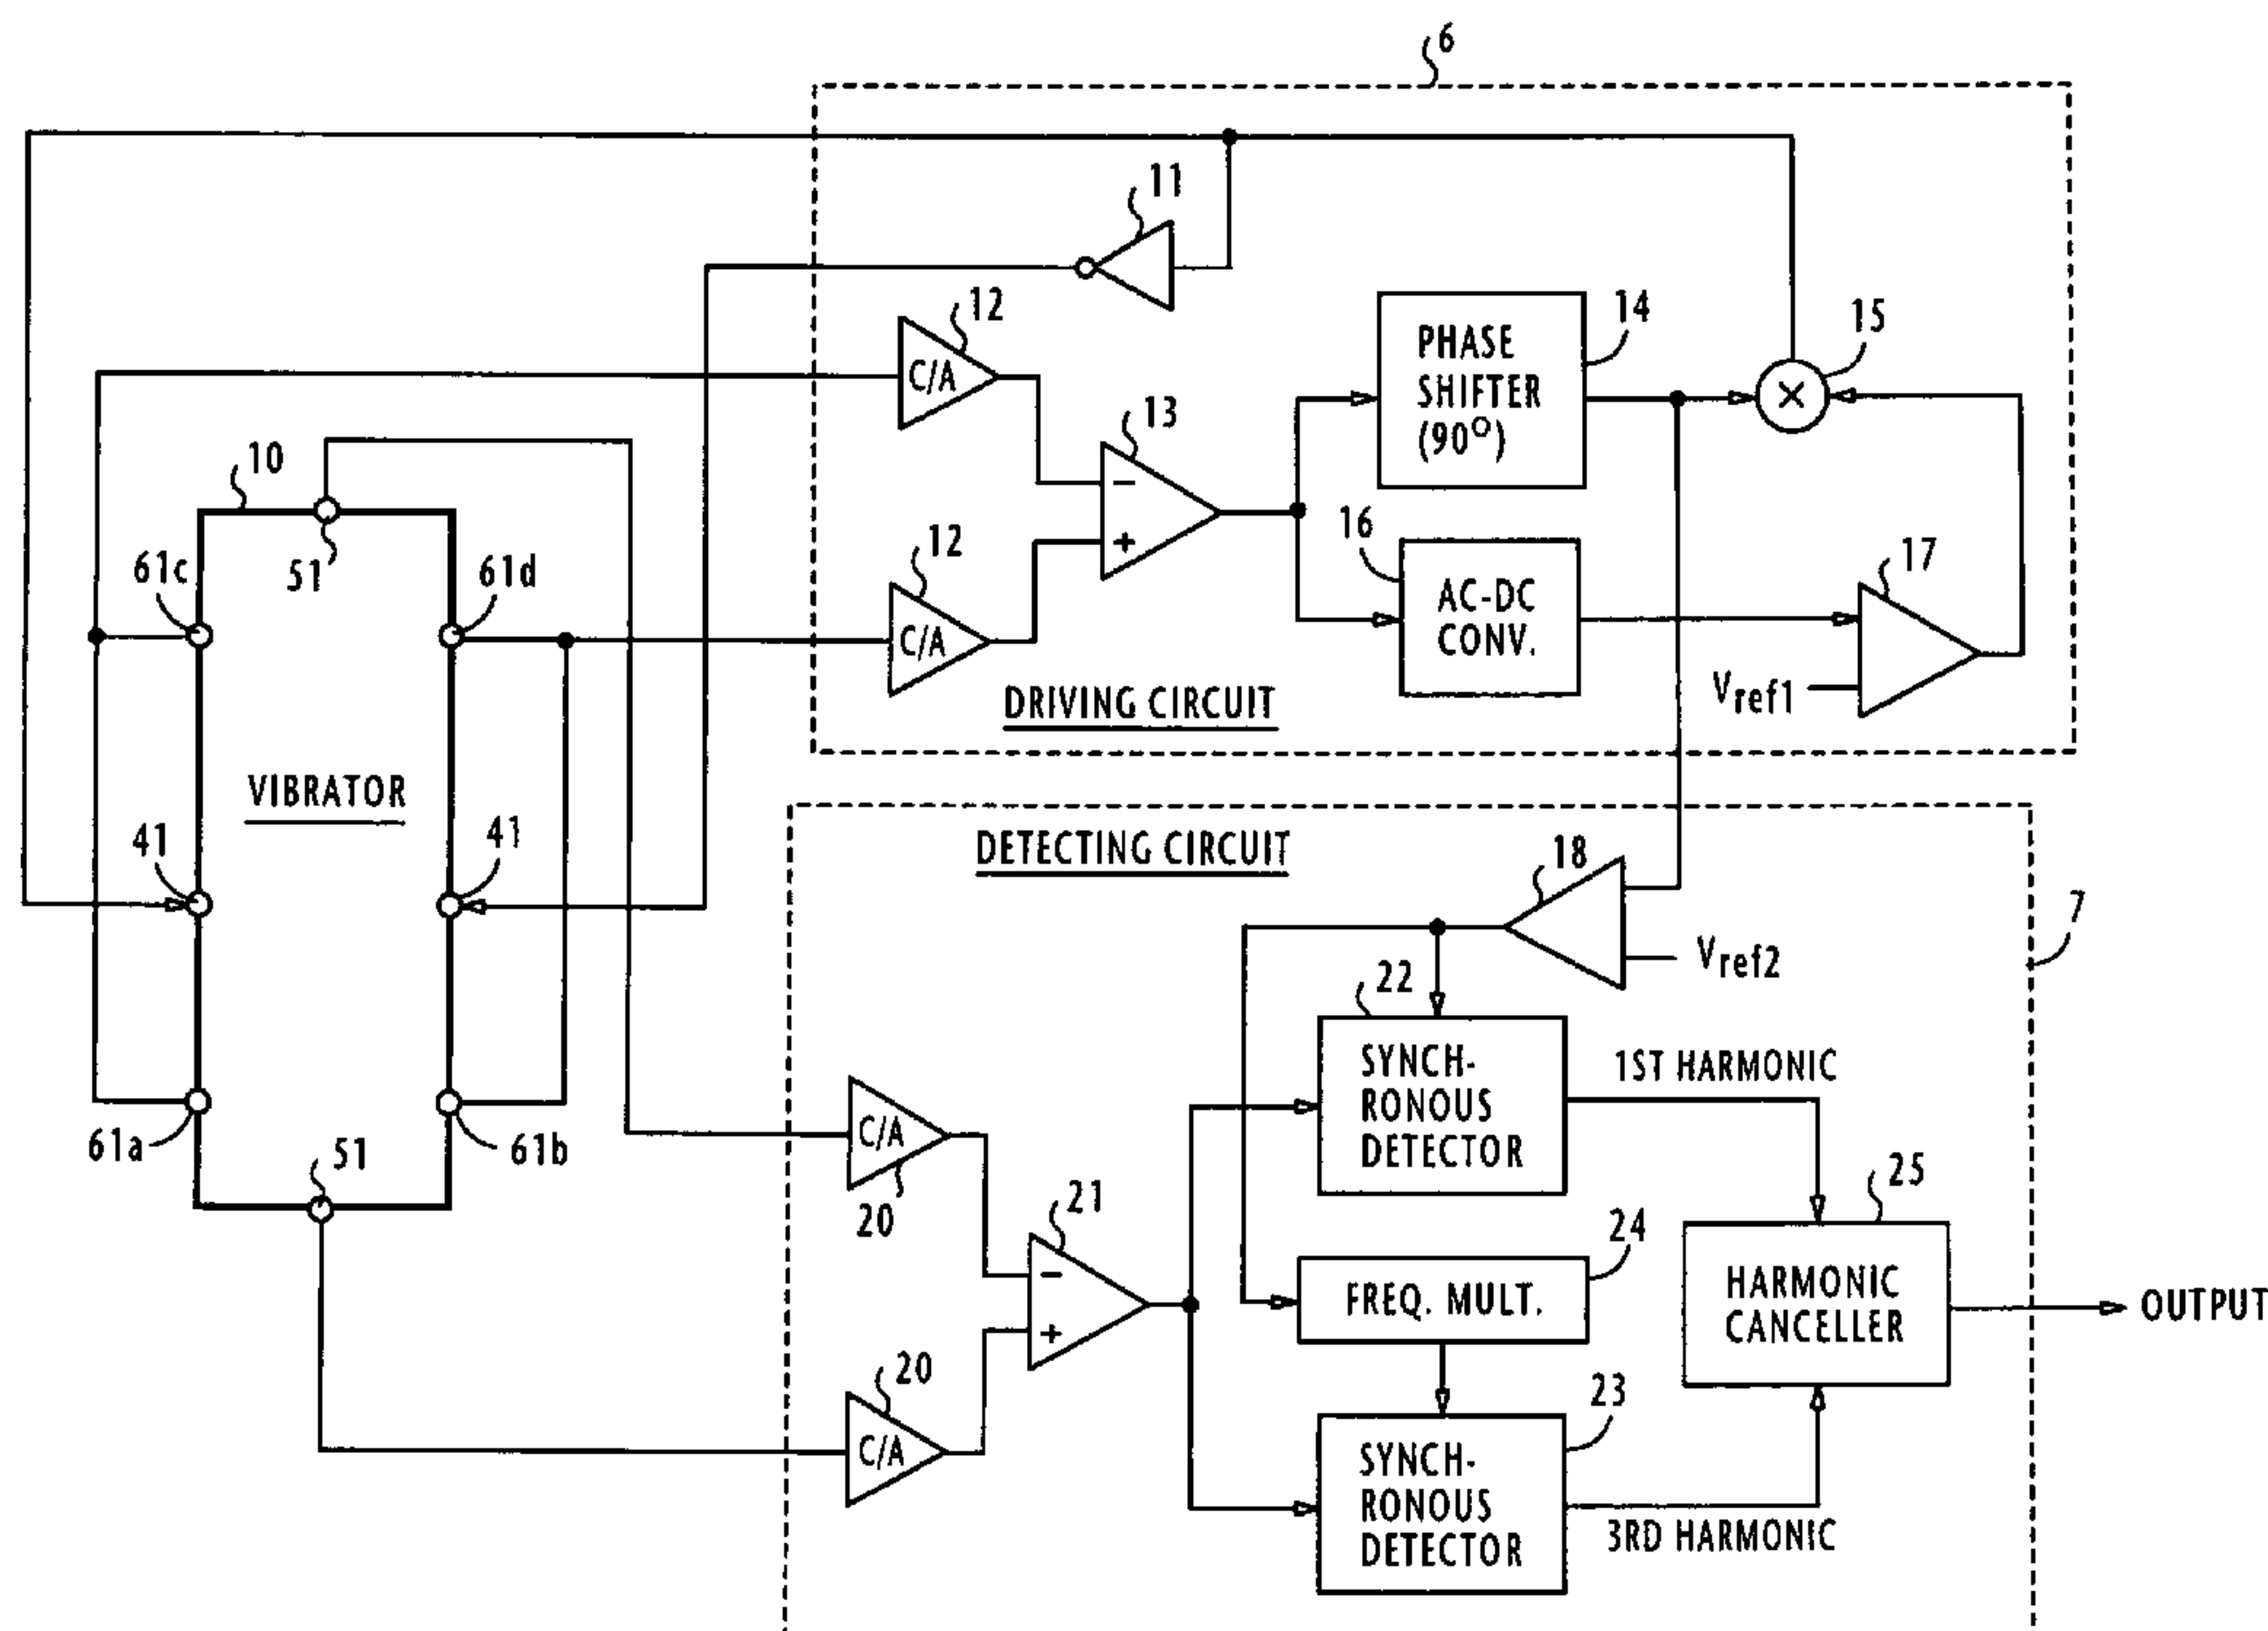 6
11
12
C/A
PHASE
SHIFTER
(90°)
14
15
×
13
−
+
10
51
61c
61d
12
C/A
16
AC-DC
CONV.
17
Vref1
DRIVING CIRCUIT
VIBRATOR
41
41
DETECTING CIRCUIT
18
Vref2
7
22
SYNCH-
RONOUS
DETECTOR
1ST HARMONIC
61a
61b
51
C/A
20
21
−
+
24
FREQ. MULT.
25
HARMONIC
CANCELLER
OUTPUT
20
C/A
23
SYNCH-
RONOUS
DETECTOR
3RD HARMONIC